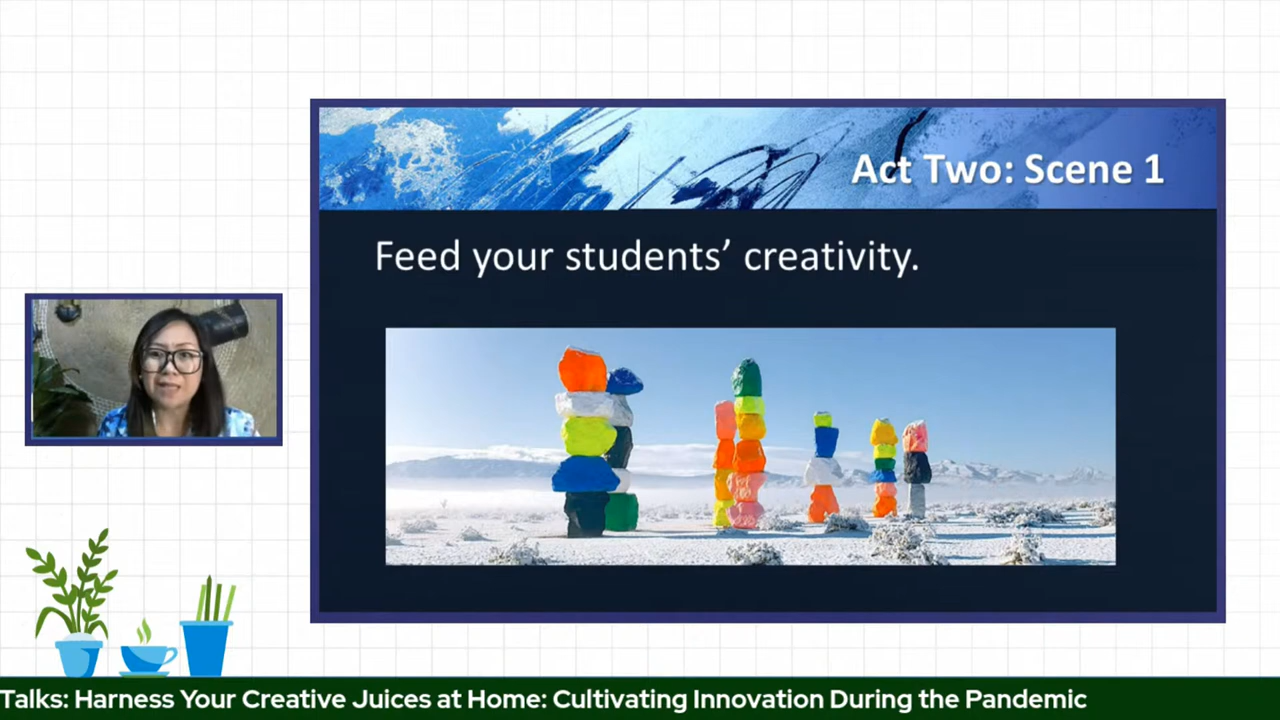 Act Two: Scene 1
Feed your students’ creativity.
Talks: Harness Your Creative Juices at Home: Cultivating Innovation During the Pandemic